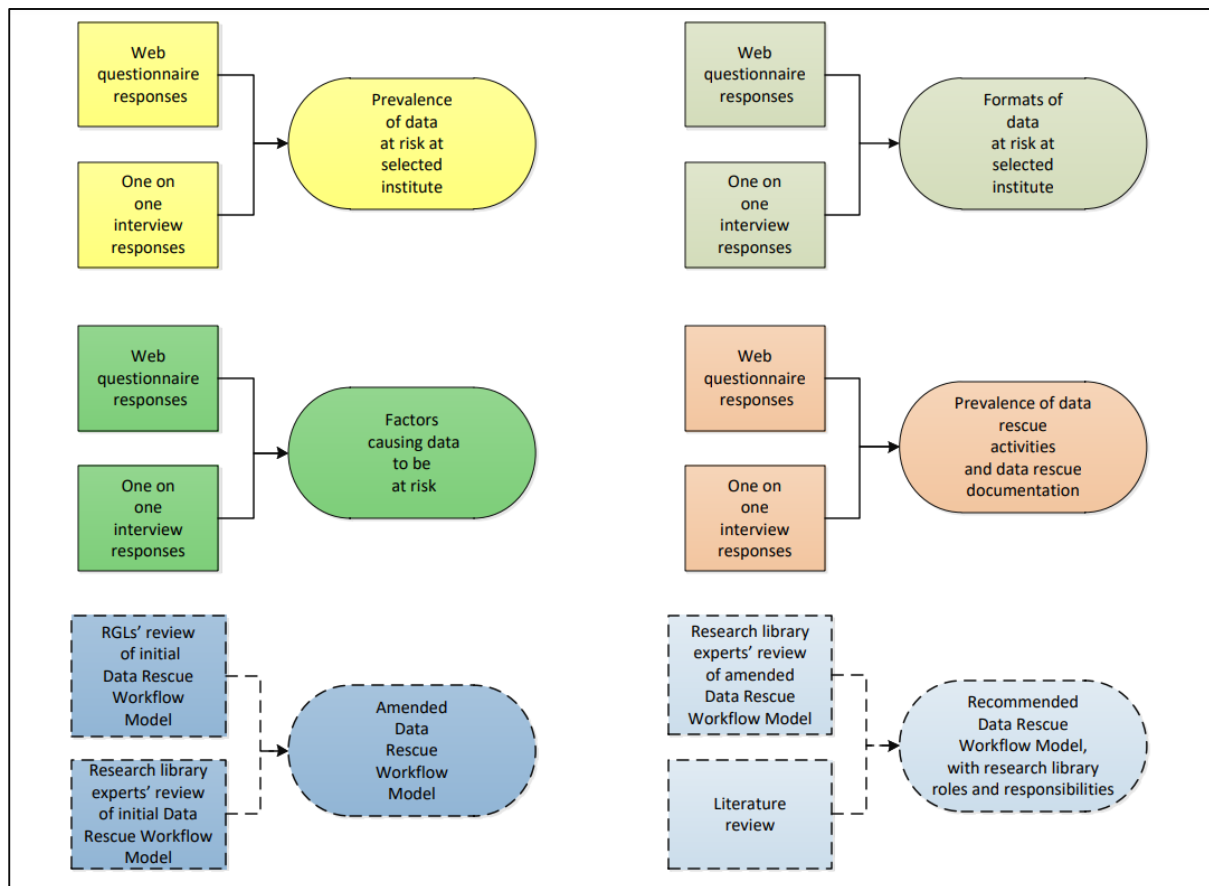 Web
questionnaire
responses
One on
one
interview
responses
Prevalence
of data
at risk at
selected
institute
Web
questionnaire
responses
One on
one
interview
responses
Formats of
data
at risk at
selected
institute
Web
questionnaire
responses
One on
one
interview
responses
Factors
causing data
to be
at risk
Web
questionnaire
responses
One on
one
interview
responses
Prevalence of data
rescue
activities
and data rescue
documentation
RGLs’ review
of initial
Data Rescue
Workflow
Model
Research library
experts’ review
of initial Data
Rescue Workflow
Model
Amended
Data
Rescue
Workflow
Model
Research library
experts’ review
of amended
Data Rescue
Workflow Model
Literature
review
Recommended
Data Rescue
Workflow Model,
with research library
roles and responsibilities